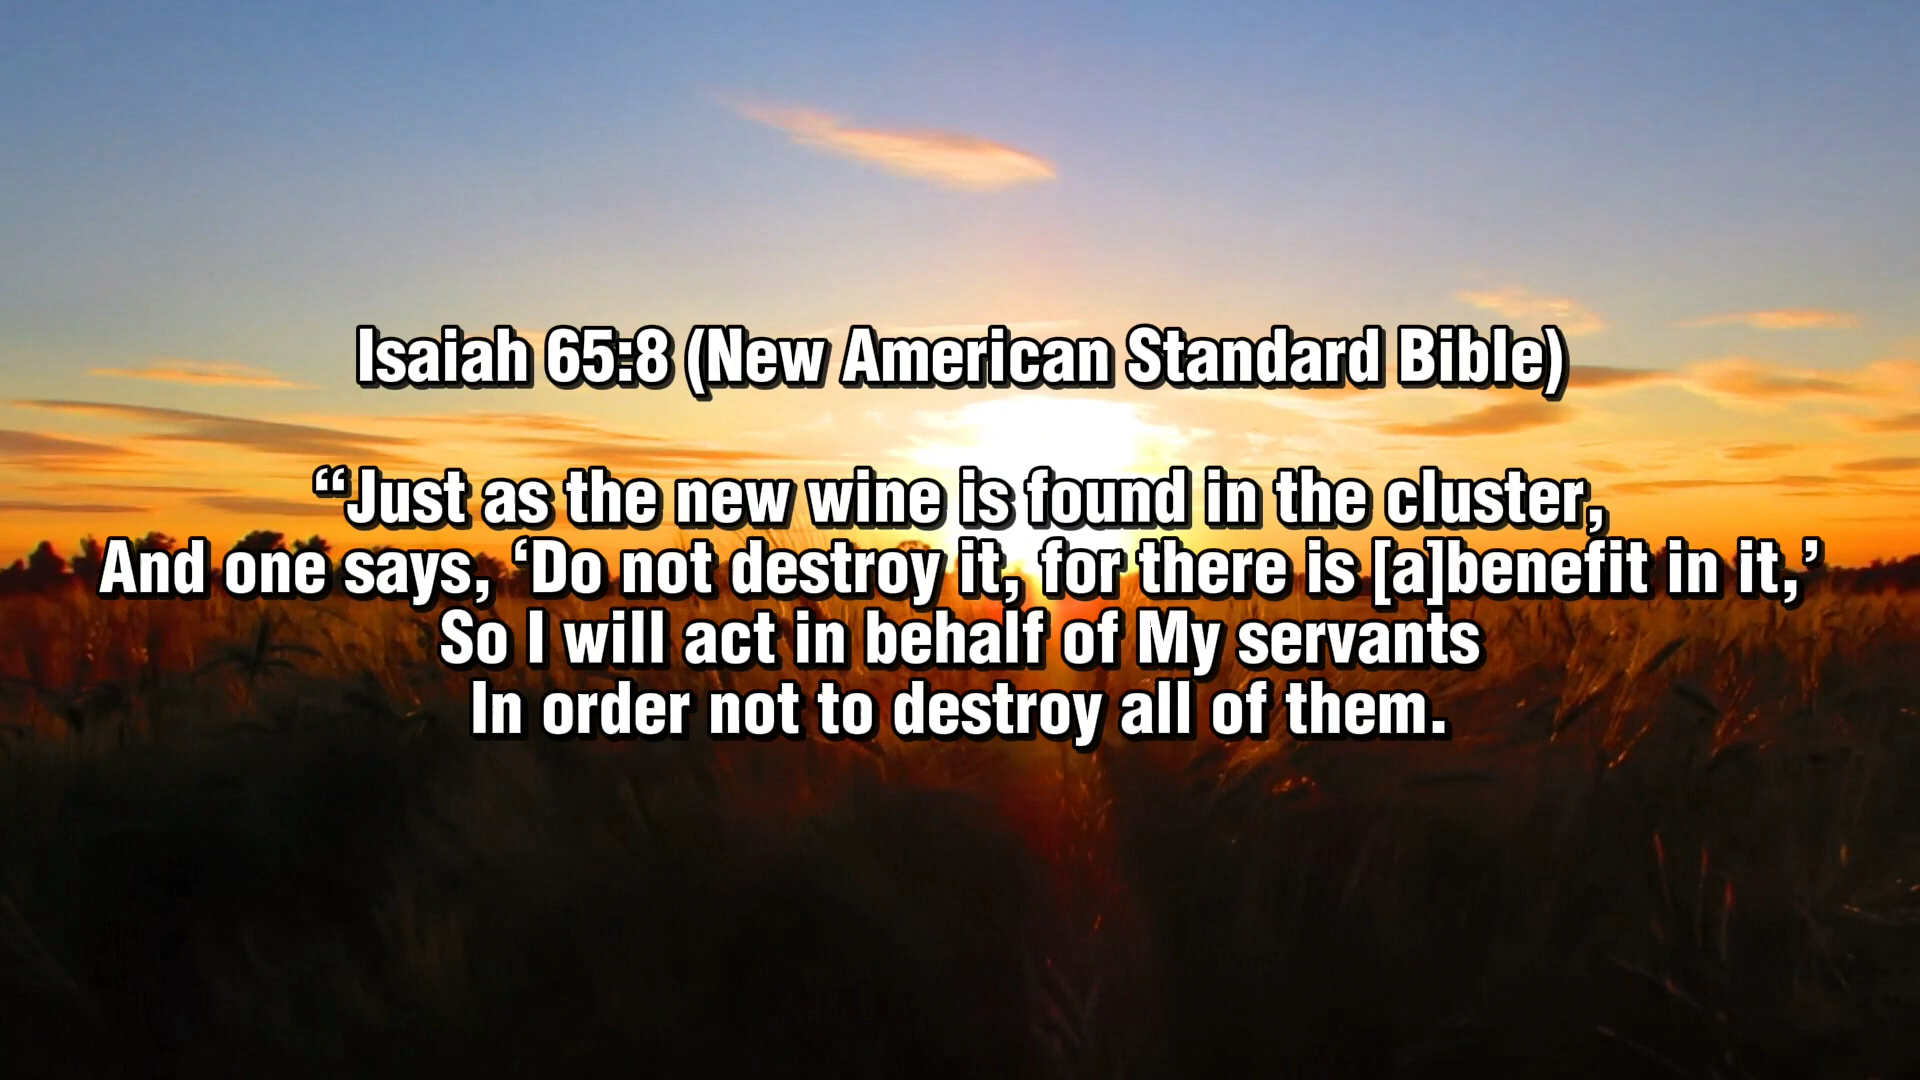 Isaiah 65:8 (New American Standard Bible)
“Just as the new wine is found in the cluster,
And one says, ‘Do not destroy it, for there is [a]benefit in it,’
So I will act in behalf of My servants
In order not to destroy all of them.